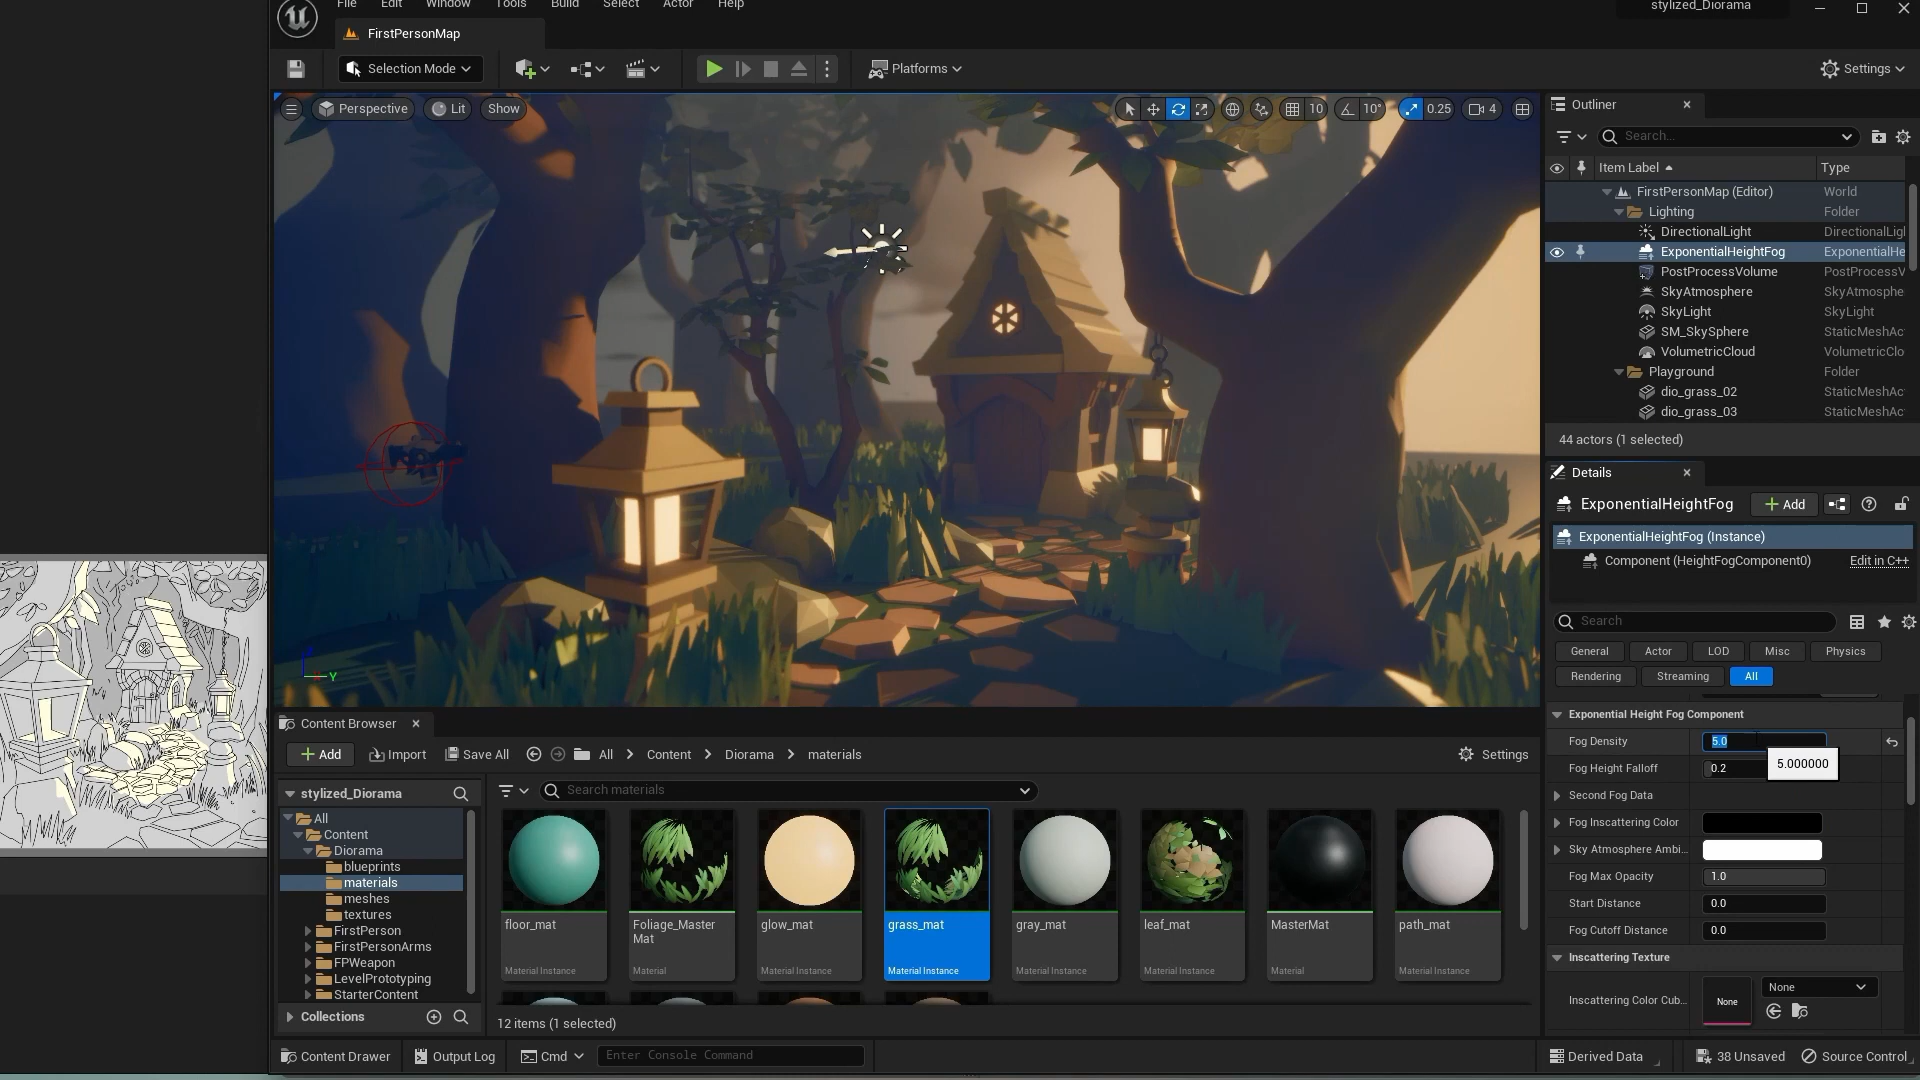 File Edit Window Tools Build Select Actor Help
stylized_Diorama
FirstPersonMap
Selection Mode
Platforms
Settings
Perspective
Lit
Show
10
10°
0.25
4
Y
Outliner
Search...
Item Label
Type
FirstPersonMap (Editor) World
Lighting Folder
DirectionalLight DirectionalLigl
ExponentialHeightFog ExponentialHe
PostProcessVolume PostProcessV
SkyAtmosphere SkyAtmosphe
SkyLight SkyLight
SM_SkySphere StaticMeshAc
VolumetricCloud VolumetricClo
Playground Folder
dio_grass_02 StaticMeshAc
dio_grass_03 StaticMeshAc
44 actors (1 selected)
Details
ExponentialHeightFog
Add
ExponentialHeightFog (Instance)
Component (HeightFogComponent0) Edit in C++
Search
General Actor LOD Misc Physics
Rendering Streaming All
Exponential Height Fog Component
Fog Density 5.0
5.000000
Fog Height Falloff 0.2
Second Fog Data
Fog Inscattering Color
Sky Atmosphere Ambi...
Fog Max Opacity 1.0
Start Distance 0.0
Fog Cutoff Distance 0.0
Inscattering Texture
Inscattering Color Cub...
None
None
Content Browser
Add Import Save All All Content Diorama materials Settings
stylized_Diorama
All
Content
Diorama
blueprints
materials
meshes
textures
FirstPerson
FirstPersonArms
FPWeapon
LevelPrototyping
StarterContent
Collections
Search materials
floor_mat
Material Instance
Foliage_Master
Mat
Material
glow_mat
Material Instance
grass_mat
Material Instance
gray_mat
Material Instance
leaf_mat
Material Instance
MasterMat
Material
path_mat
Material Instance
12 items (1 selected)
Content Drawer Output Log Cmd Enter Console Command Derived Data 38 Unsaved Source Control